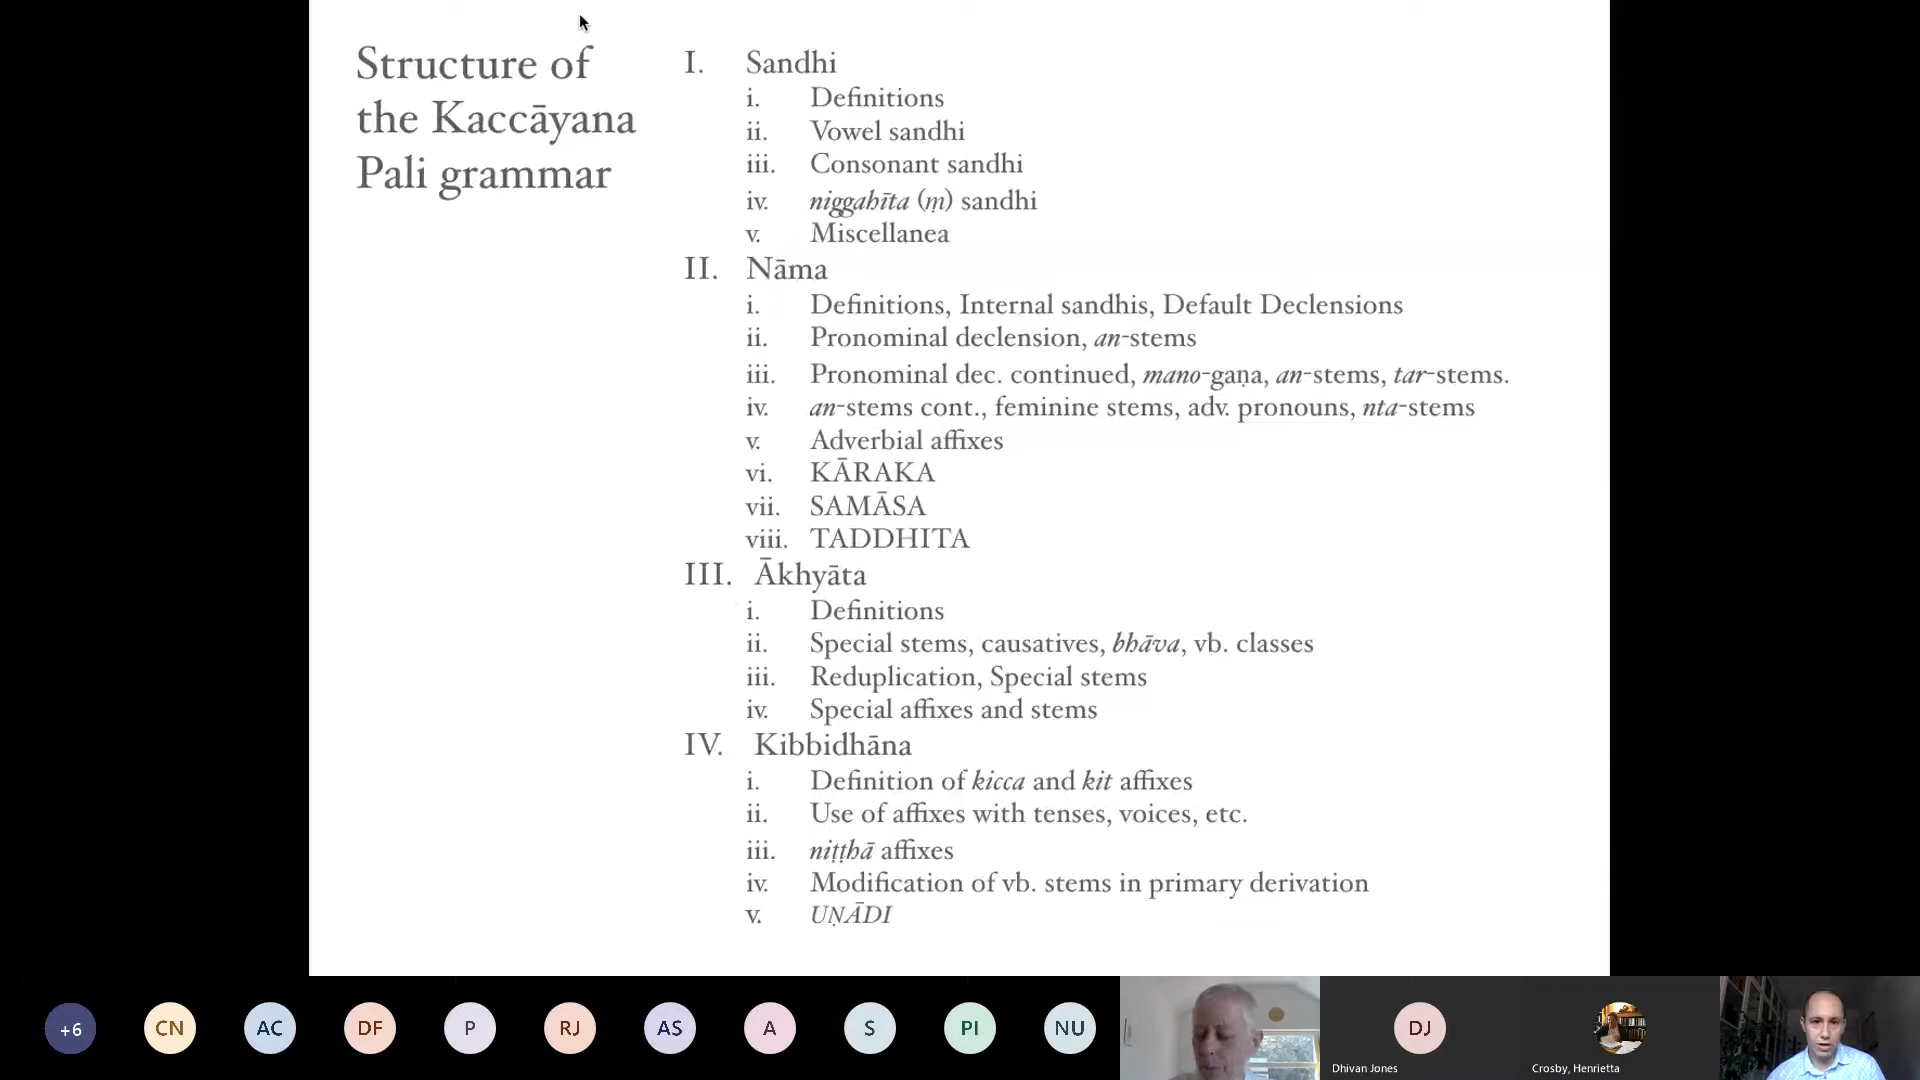 Structure of
the Kaccāyana
Pali grammar
I. Sandhi
i. Definitions
ii. Vowel sandhi
iii. Consonant sandhi
iv. niggahīta (ṃ) sandhi
v. Miscellanea
II. Nāma
i. Definitions, Internal sandhis, Default Declensions
ii. Pronominal declension, an-stems
iii. Pronominal dec. continued, mano-gaṇa, an-stems, tar-stems.
iv. an-stems cont., feminine stems, adv. pronouns, nta-stems
v. Adverbial affixes
vi. KĀRAKA
vii. SAMĀSA
viii. TADDHITA
III. Ākhyāta
i. Definitions
ii. Special stems, causatives, bhāva, vb. classes
iii. Reduplication, Special stems
iv. Special affixes and stems
IV. Kibbidhāna
i. Definition of kicca and kit affixes
ii. Use of affixes with tenses, voices, etc.
iii. niṭṭhā affixes
iv. Modification of vb. stems in primary derivation
v. UṆĀDI
+6 CN AC DF P RJ AS A S PI NU DJ
Dhivan Jones
Crosby, Henrietta